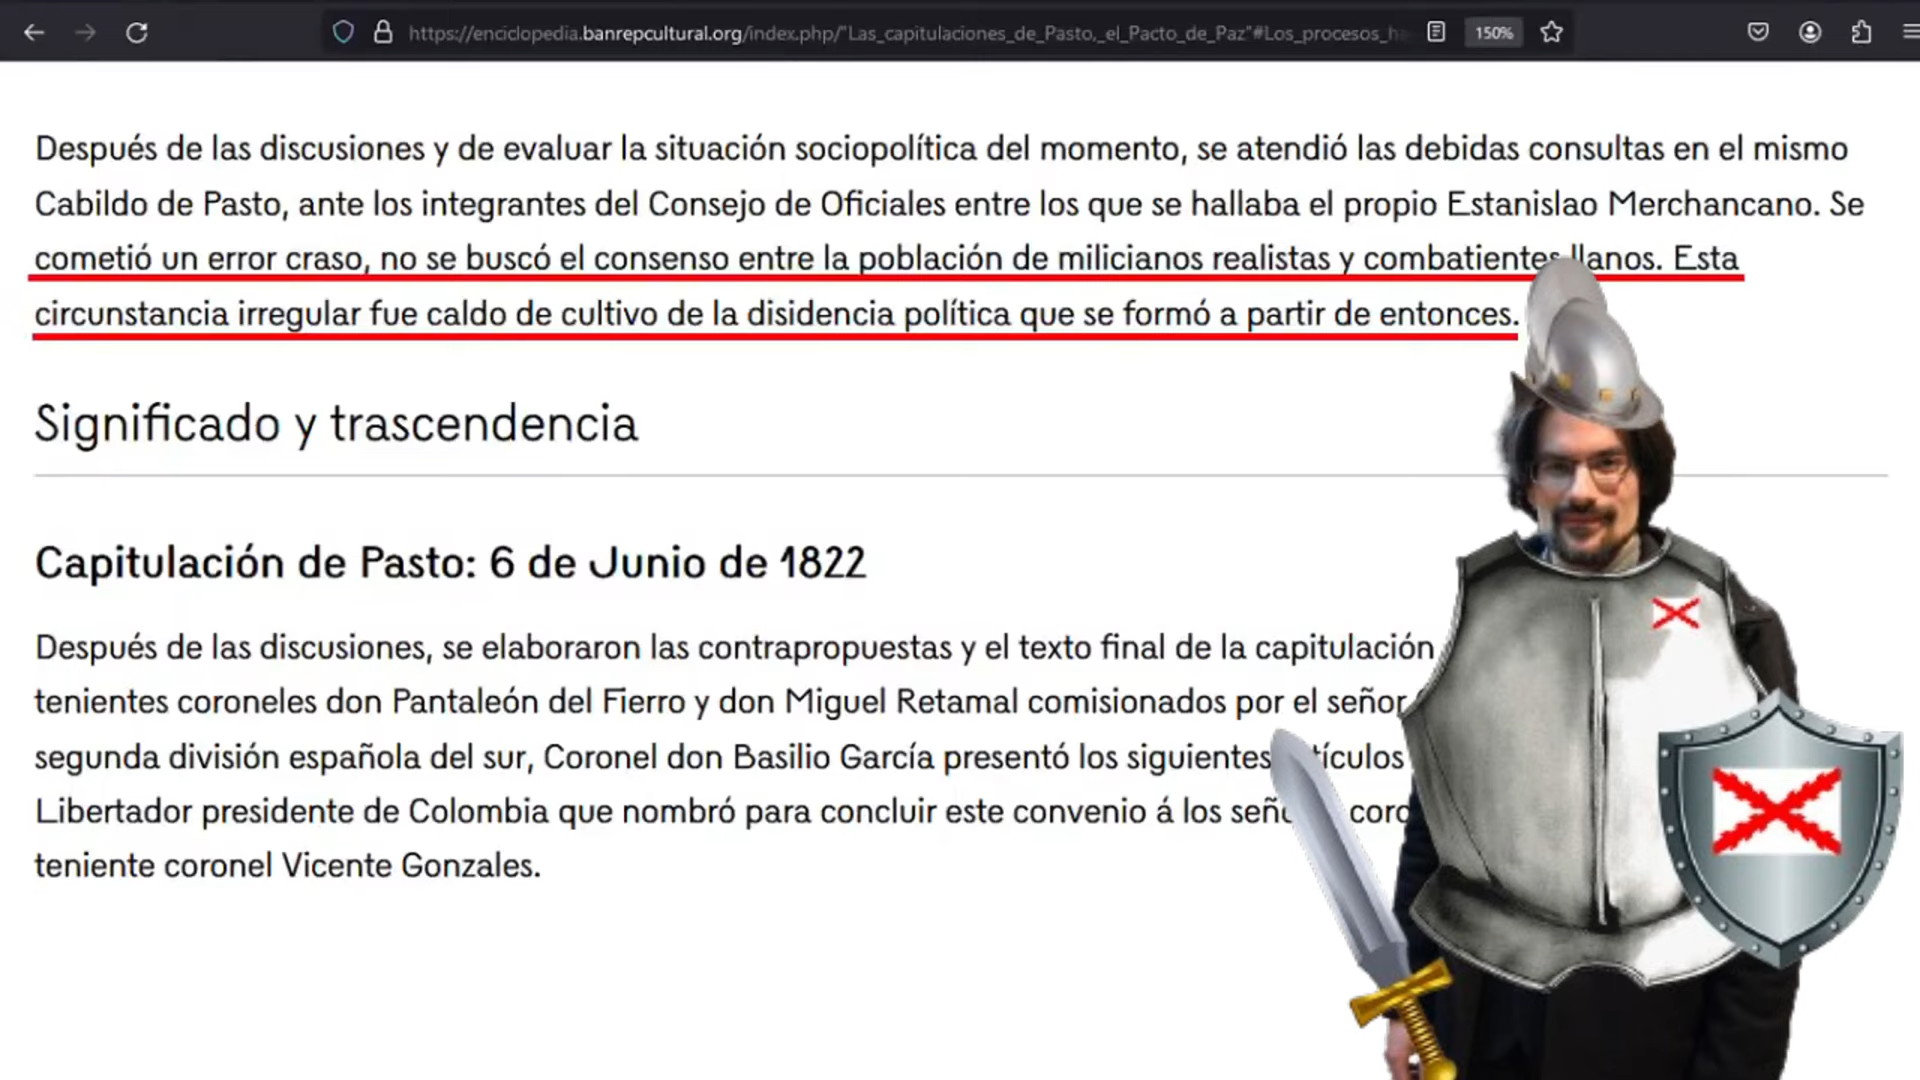 https://enciclopedia.banrepcultural.org/index.php/"Las_capitulaciones_de_Pasto,_el_Pacto_de_Paz"#Los_procesos_h
150%
Después de las discusiones y de evaluar la situación sociopolítica del momento, se atendió las debidas consultas en el mismo
Cabildo de Pasto, ante los integrantes del Consejo de Oficiales entre los que se hallaba el propio Estanislao Merchancano. Se
cometió un error craso, no se buscó el consenso entre la población de milicianos realistas y combatientes llanos. Esta
circunstancia irregular fue caldo de cultivo de la disidencia política que se formó a partir de entonces.
Significado y trascendencia
Capitulación de Pasto: 6 de Junio de 1822
Después de las discusiones, se elaboraron las contrapropuestas y el texto final de la capitulación
tenientes coroneles don Pantaleón del Fierro y don Miguel Retamal comisionados por el señor
segunda división española del sur, Coronel don Basilio García presentó los siguientes
Libertador presidente de Colombia que nombró para concluir este convenio á los
teniente coronel Vicente Gonzales.